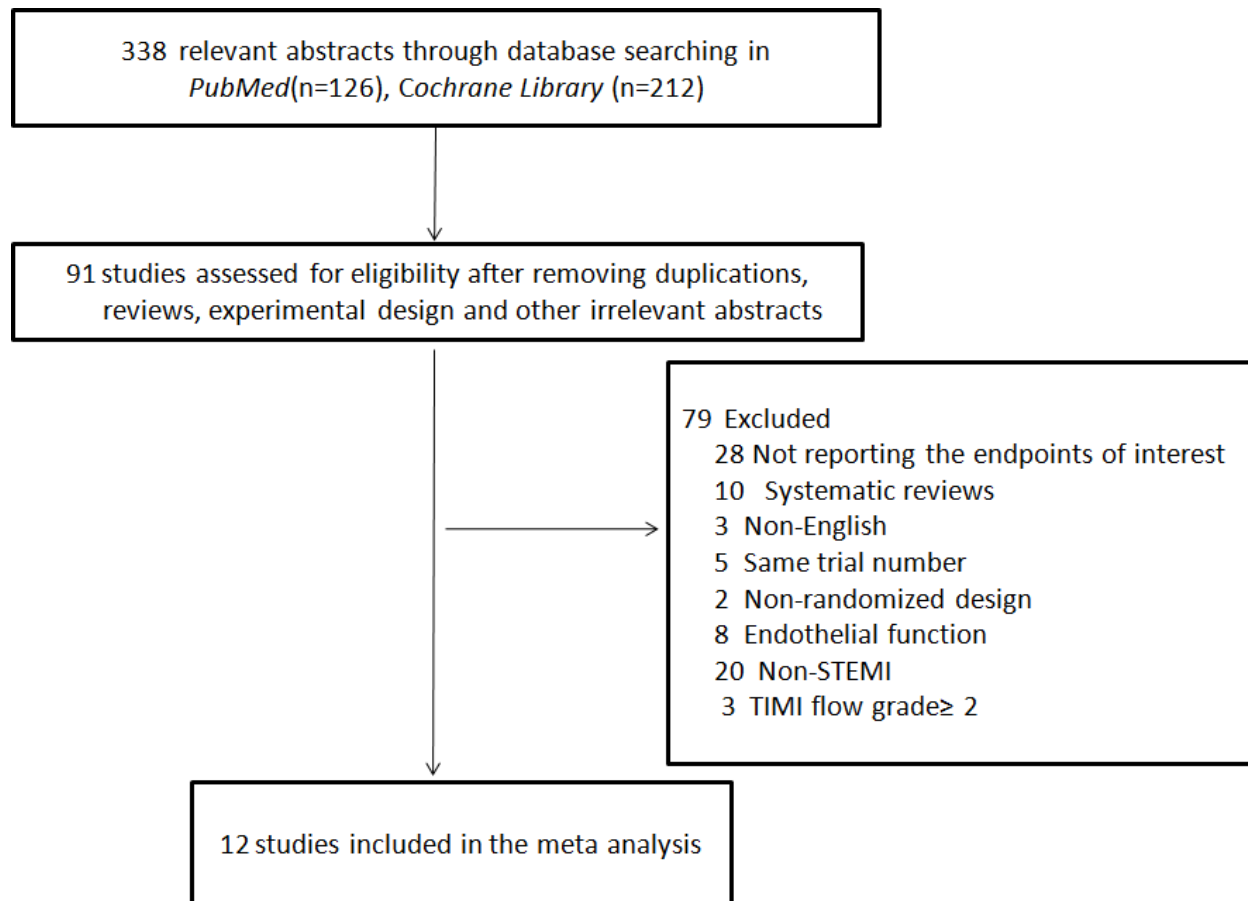 338 relevant abstracts through database searching in
PubMed(n=126), Cochrane Library (n=212)
91 studies assessed for eligibility after removing duplications,
reviews, experimental design and other irrelevant abstracts
79 Excluded
28 Not reporting the endpoints of interest
10 Systematic reviews
3 Non-English
5 Same trial number
2 Non-randomized design
8 Endothelial function
20 Non-STEMI
3 TIMI flow grade≥ 2
12 studies included in the meta analysis